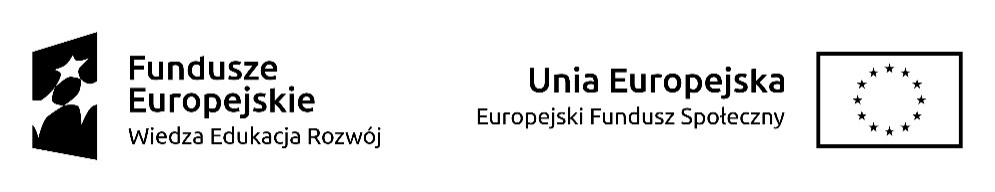 Fundusze
Europejskie
Wiedza Edukacja Rozwój
Unia Europejska
Europejski Fundusz Społeczny